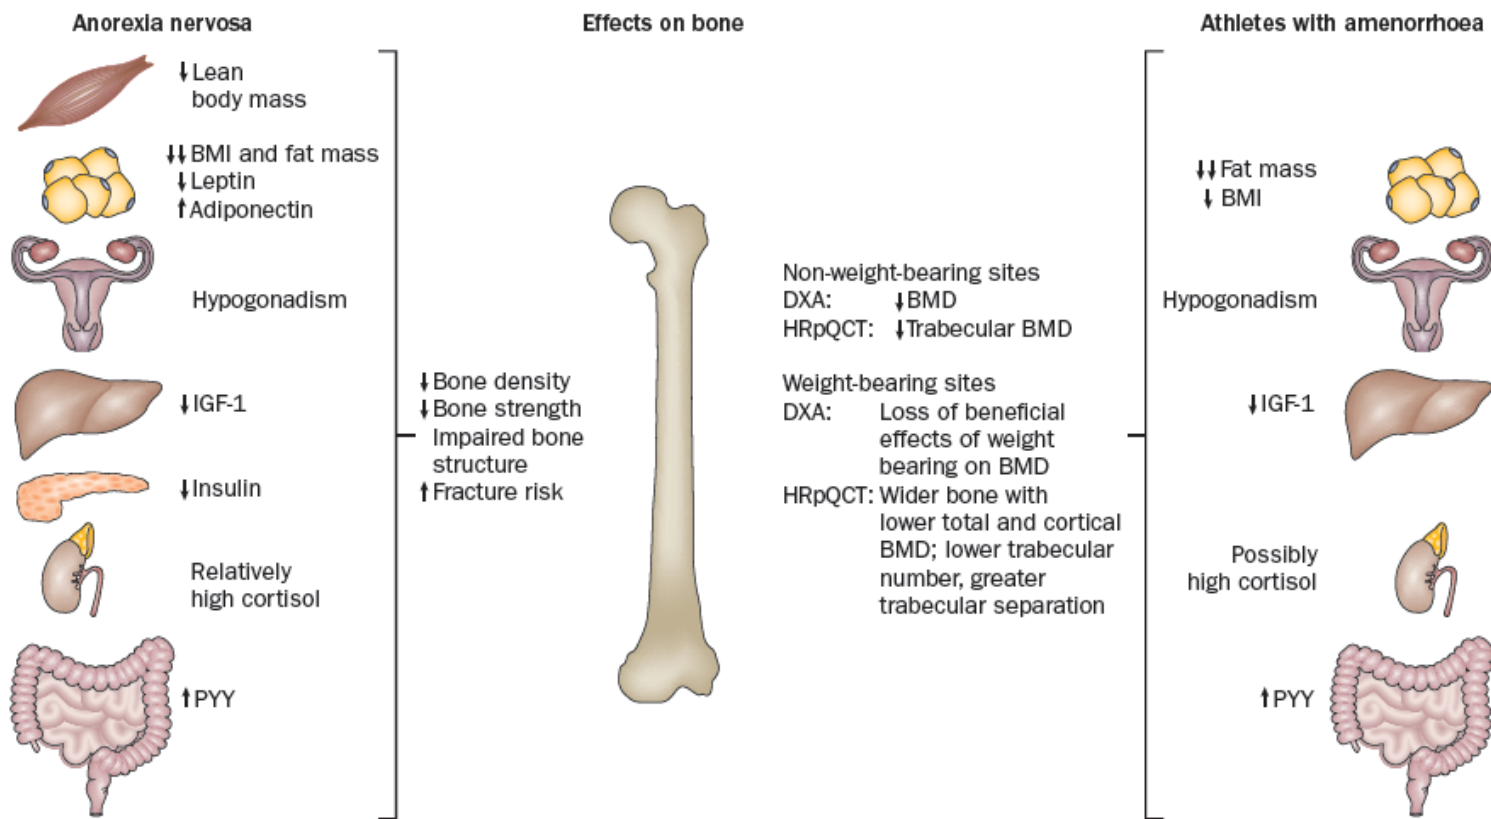 Anorexia nervosa
Effects on bone
Athletes with amenorrhoea
↓Lean
body mass
↓↓BMI and fat mass
↓Leptin
↑Adiponectin
Hypogonadism
↓IGF-1
↓Insulin
Relatively
high cortisol
↑PYY
↓Bone density
↓Bone strength
Impaired bone
structure
↑Fracture risk
Non-weight-bearing sites
DXA: ↓BMD
HRpQCT: ↓Trabecular BMD
Weight-bearing sites
DXA: Loss of beneficial
effects of weight
bearing on BMD
HRpQCT: Wider bone with
lower total and cortical
BMD; lower trabecular
number, greater
trabecular separation
↓↓Fat mass
↓ BMI
Hypogonadism
↓IGF-1
Possibly
high cortisol
↑PYY